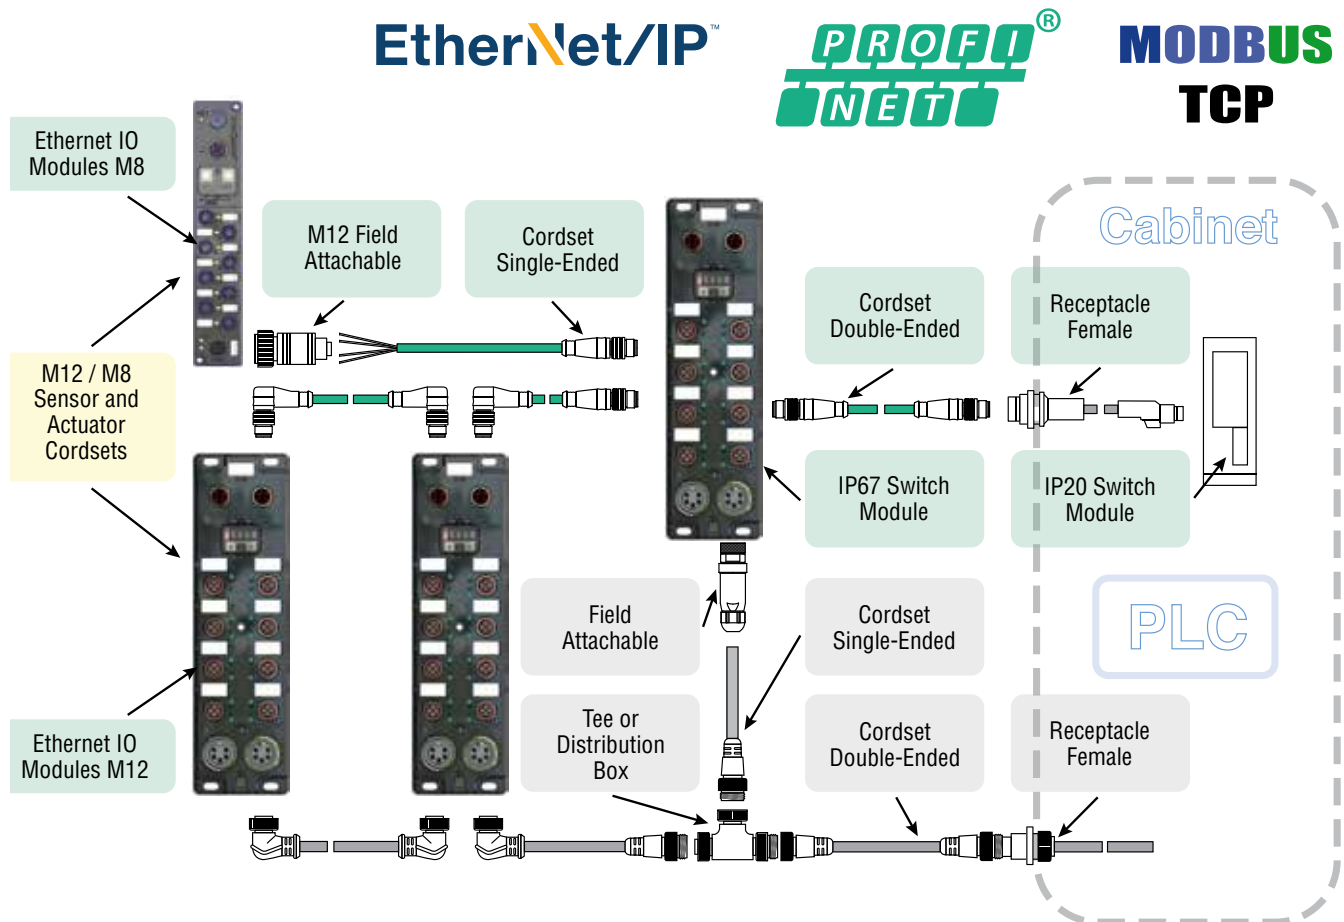 EtherNet/IP™
PROFI®
NET
MODBUS
TCP
Ethernet IO
Modules M8
M12 Field
Attachable
Cordset
Single-Ended
Cabinet
Cordset
Double-Ended
Receptacle
Female
M12 / M8
Sensor and
Actuator
Cordsets
IP67 Switch
Module
IP20 Switch
Module
Field
Attachable
Cordset
Single-Ended
PLC
Ethernet IO
Modules M12
Tee or
Distribution
Box
Cordset
Double-Ended
Receptacle
Female